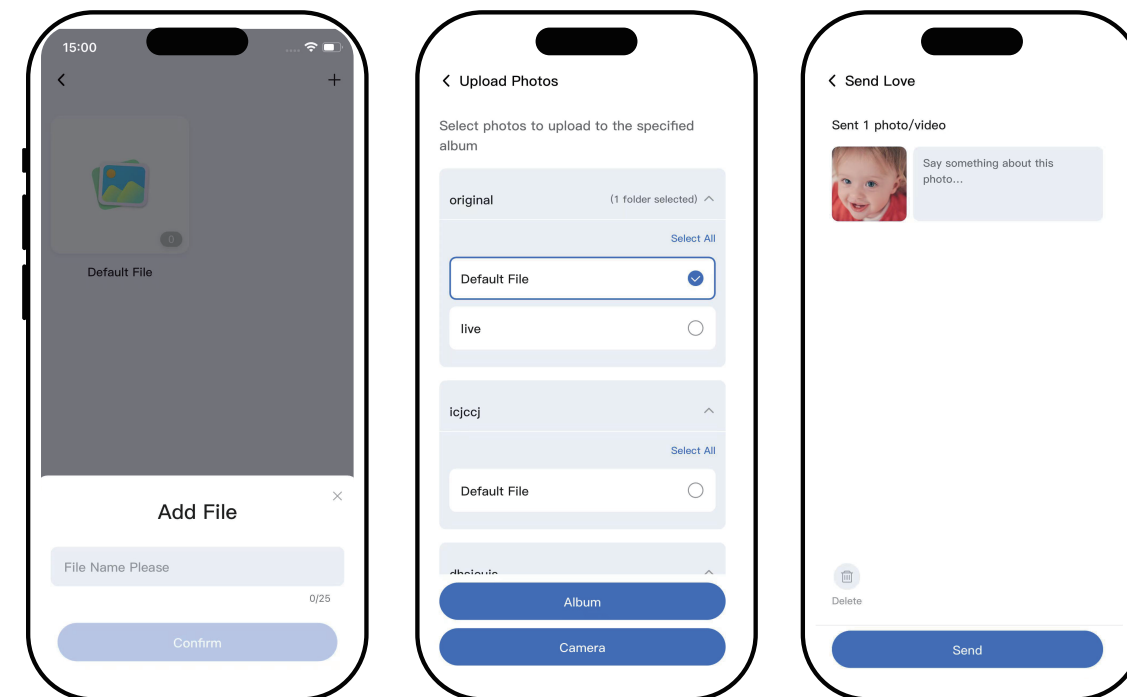 15:00
0
Default File
Add File
File Name Please
0/25
Confirm
Upload Photos
Select photos to upload to the specified
album
original (1 folder selected)
Select All
Default File
live
icjccj
Select All
Default File
Album
Camera
Send Love
Sent 1 photo/video
Say something about this
photo...
Delete
Send